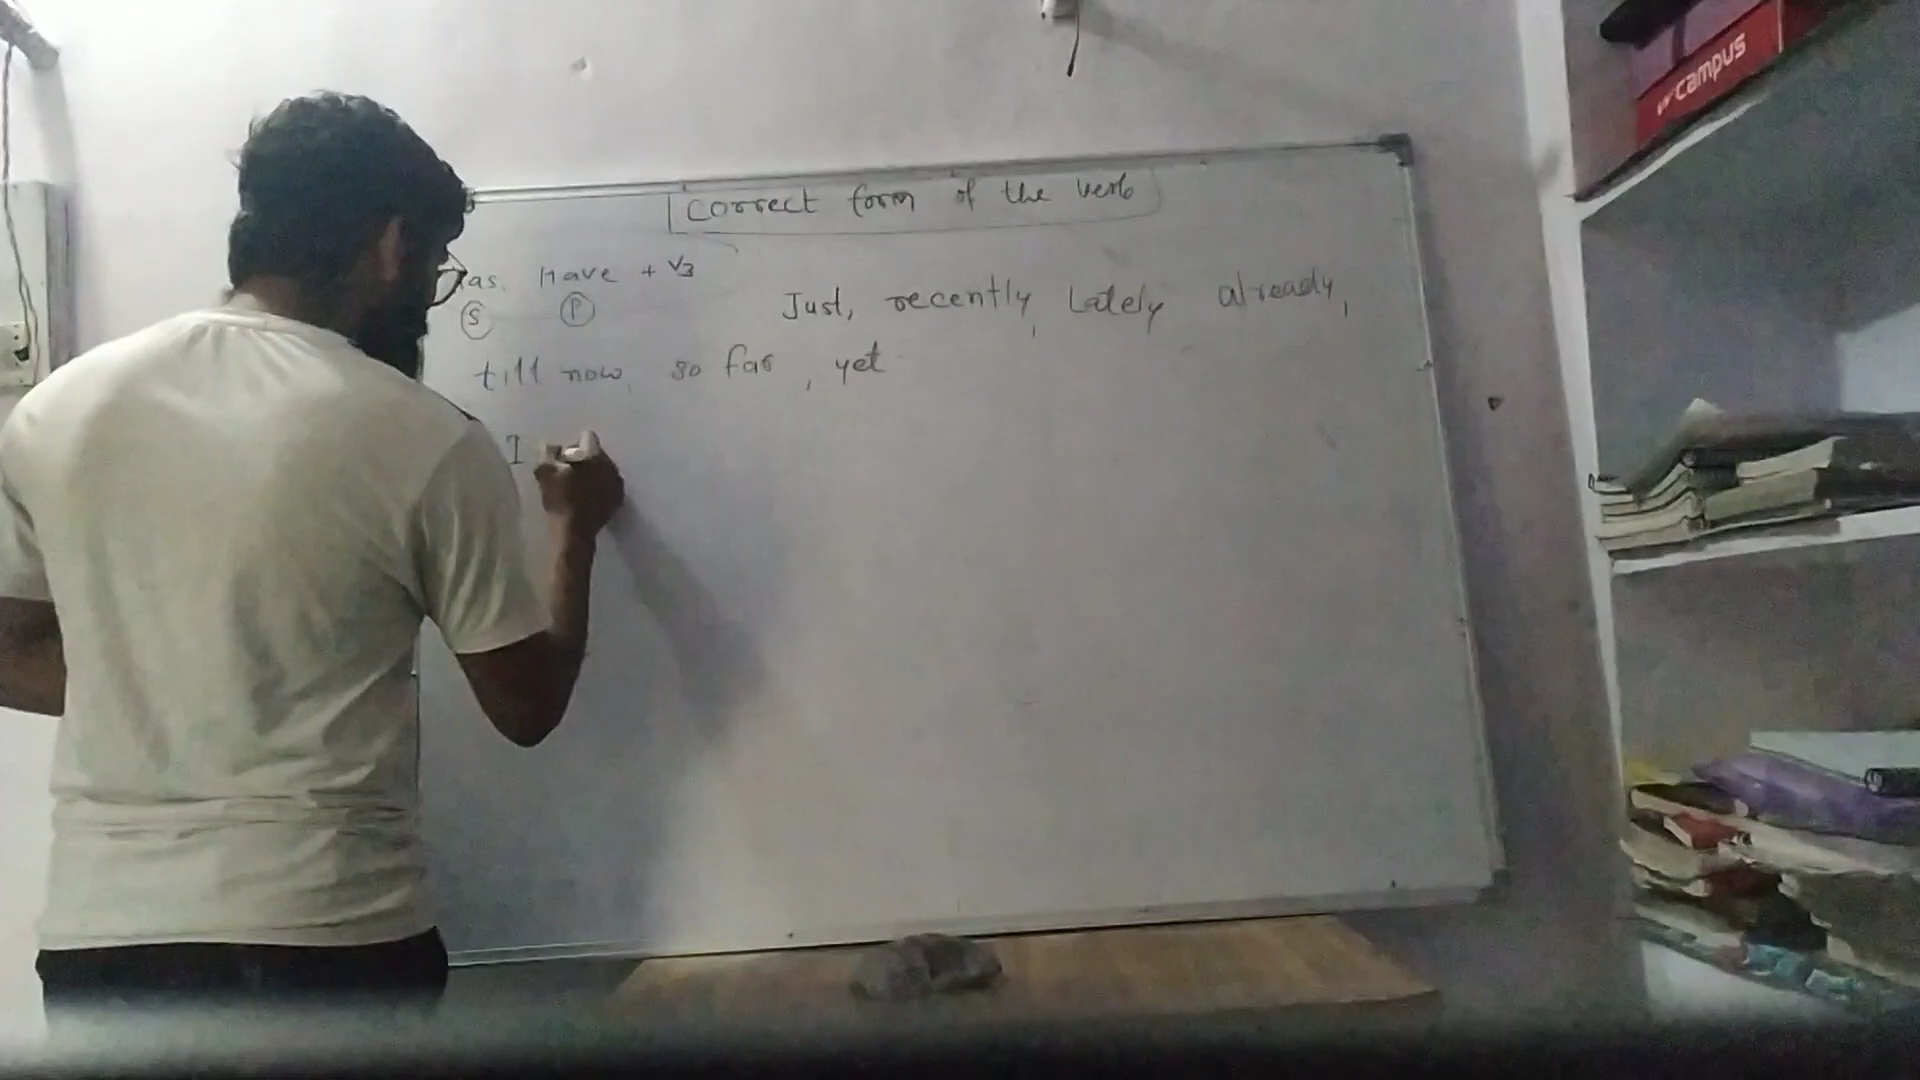 correct form of the verb
Has. Have + V3
S P
Just, recently, Lately already,
till now, so far, yet
I
campus